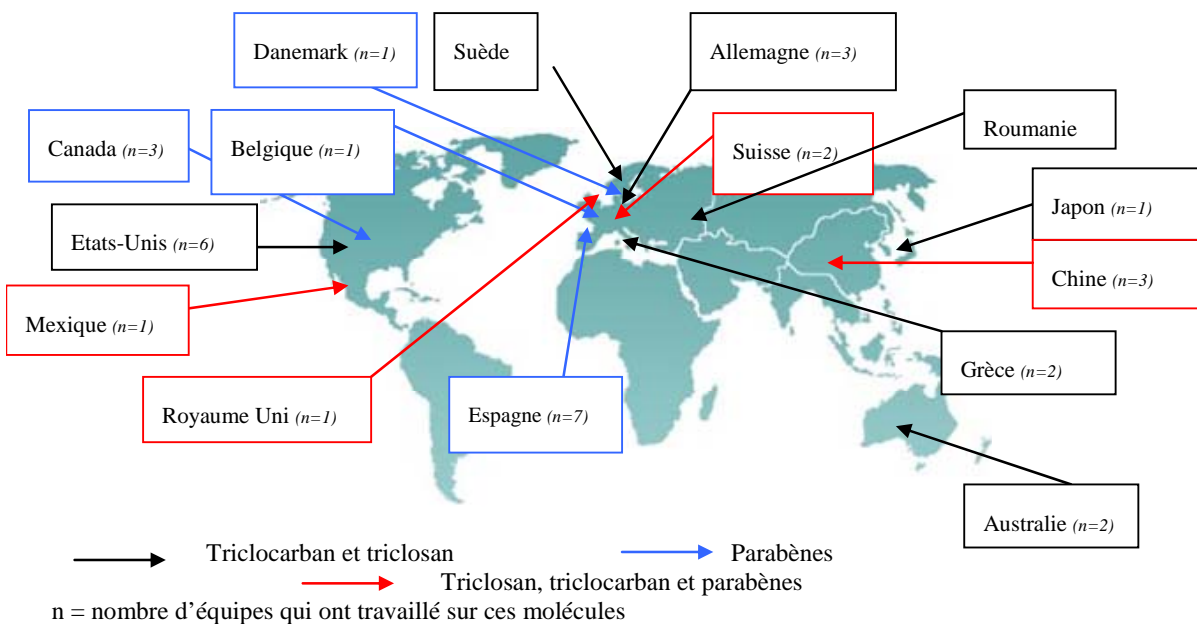 Danemark (n=1)
Suède
Allemagne (n=3)
Canada (n=3)
Belgique (n=1)
Suisse (n=2)
Roumanie
Etats-Unis (n=6)
Japon (n=1)
Chine (n=3)
Mexique (n=1)
Royaume Uni (n=1)
Espagne (n=7)
Grèce (n=2)
Australie (n=2)
Triclocarban et triclosan
Parabènes
Triclosan, triclocarban et parabènes
n = nombre d’équipes qui ont travaillé sur ces molécules